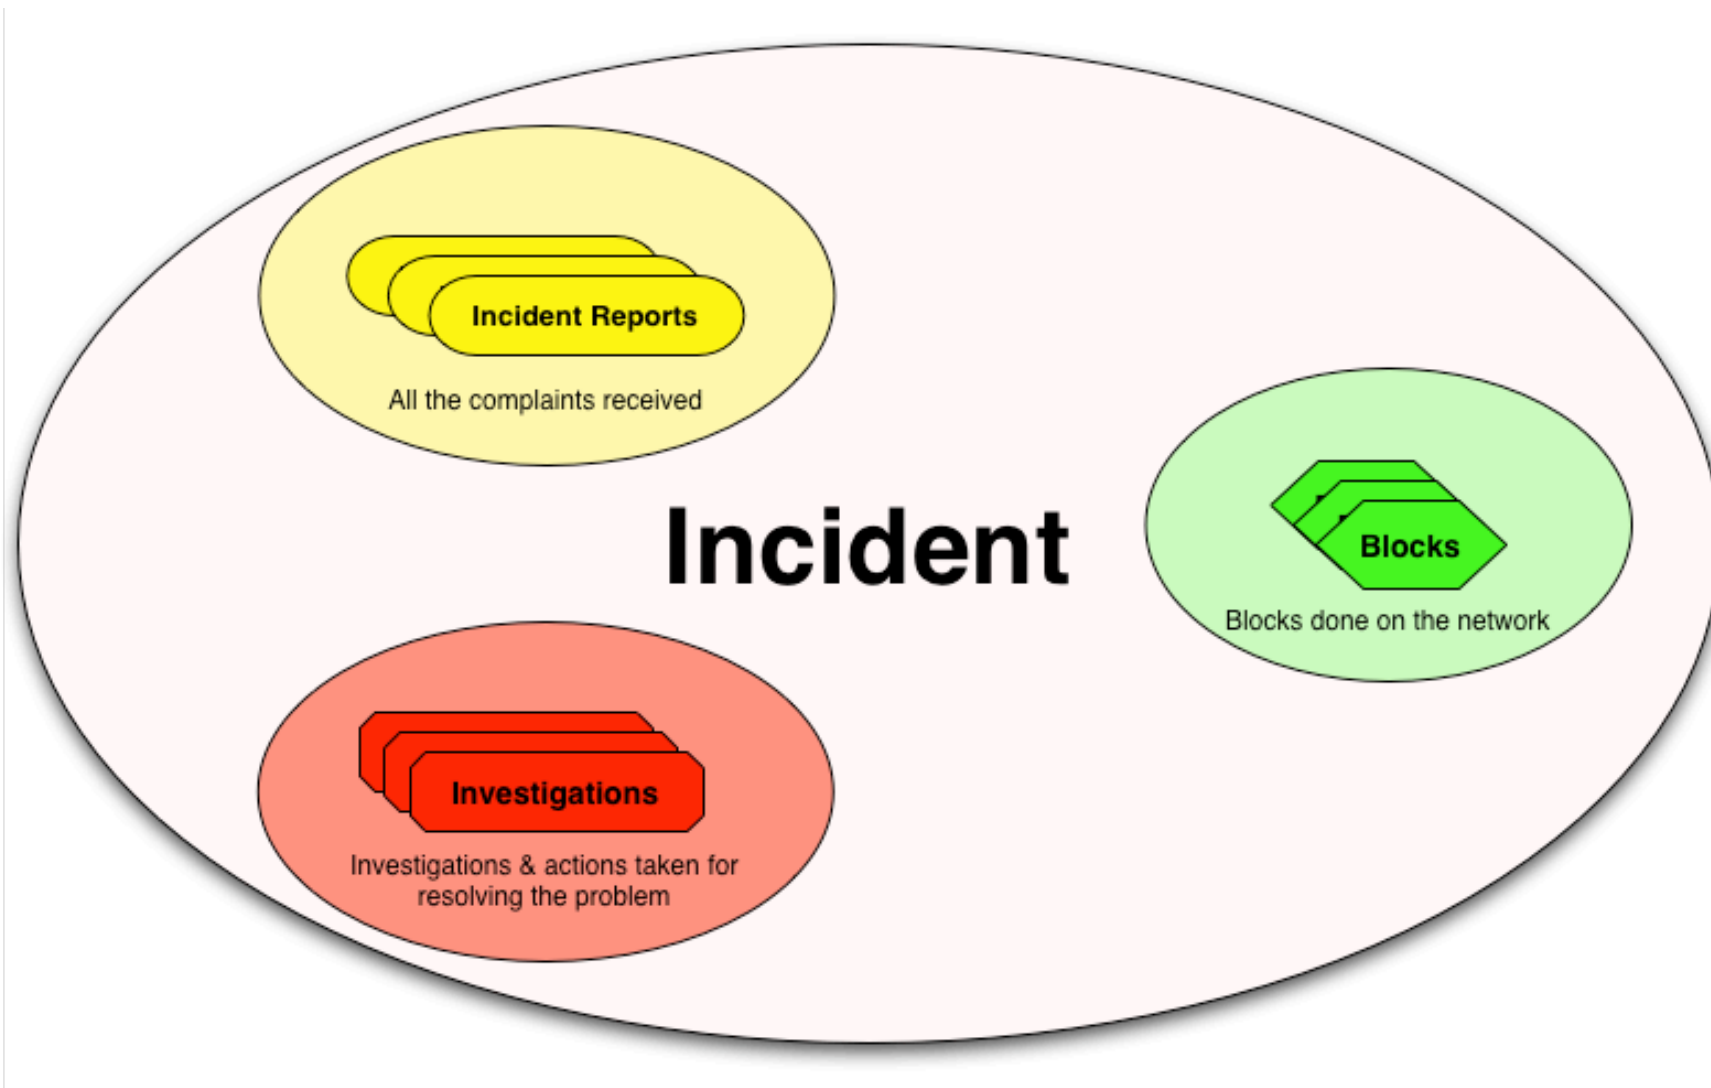 Incident Reports
All the complaints received
Incident
Blocks
Blocks done on the network
Investigations
Investigations & actions taken for
resolving the problem